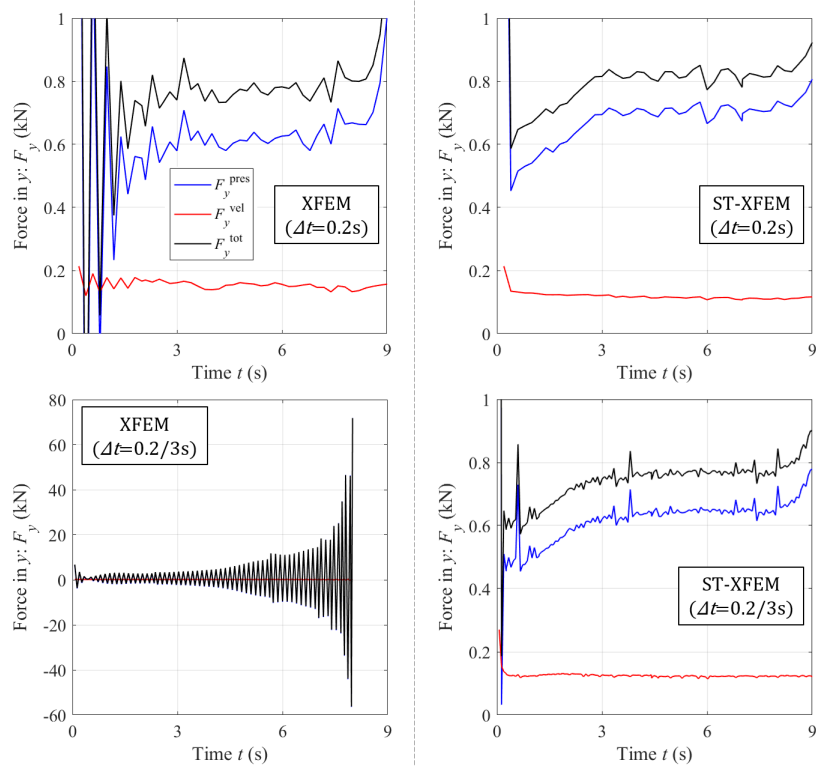 1
0.8
0.6
0.4
0.2
0
0 3 6 9
Time t (s)
Force in y: F_y (kN)
F_y^pres
F_y^vel
F_y^tot
XFEM
(Δt=0.2s)
1
0.8
0.6
0.4
0.2
0
0 3 6 9
Time t (s)
Force in y: F_y (kN)
ST-XFEM
(Δt=0.2s)
80
60
40
20
0
-20
-40
-60
0 3 6 9
Time t (s)
Force in y: F_y (kN)
XFEM
(Δt=0.2/3s)
1
0.8
0.6
0.4
0.2
0
0 3 6 9
Time t (s)
Force in y: F_y (kN)
ST-XFEM
(Δt=0.2/3s)